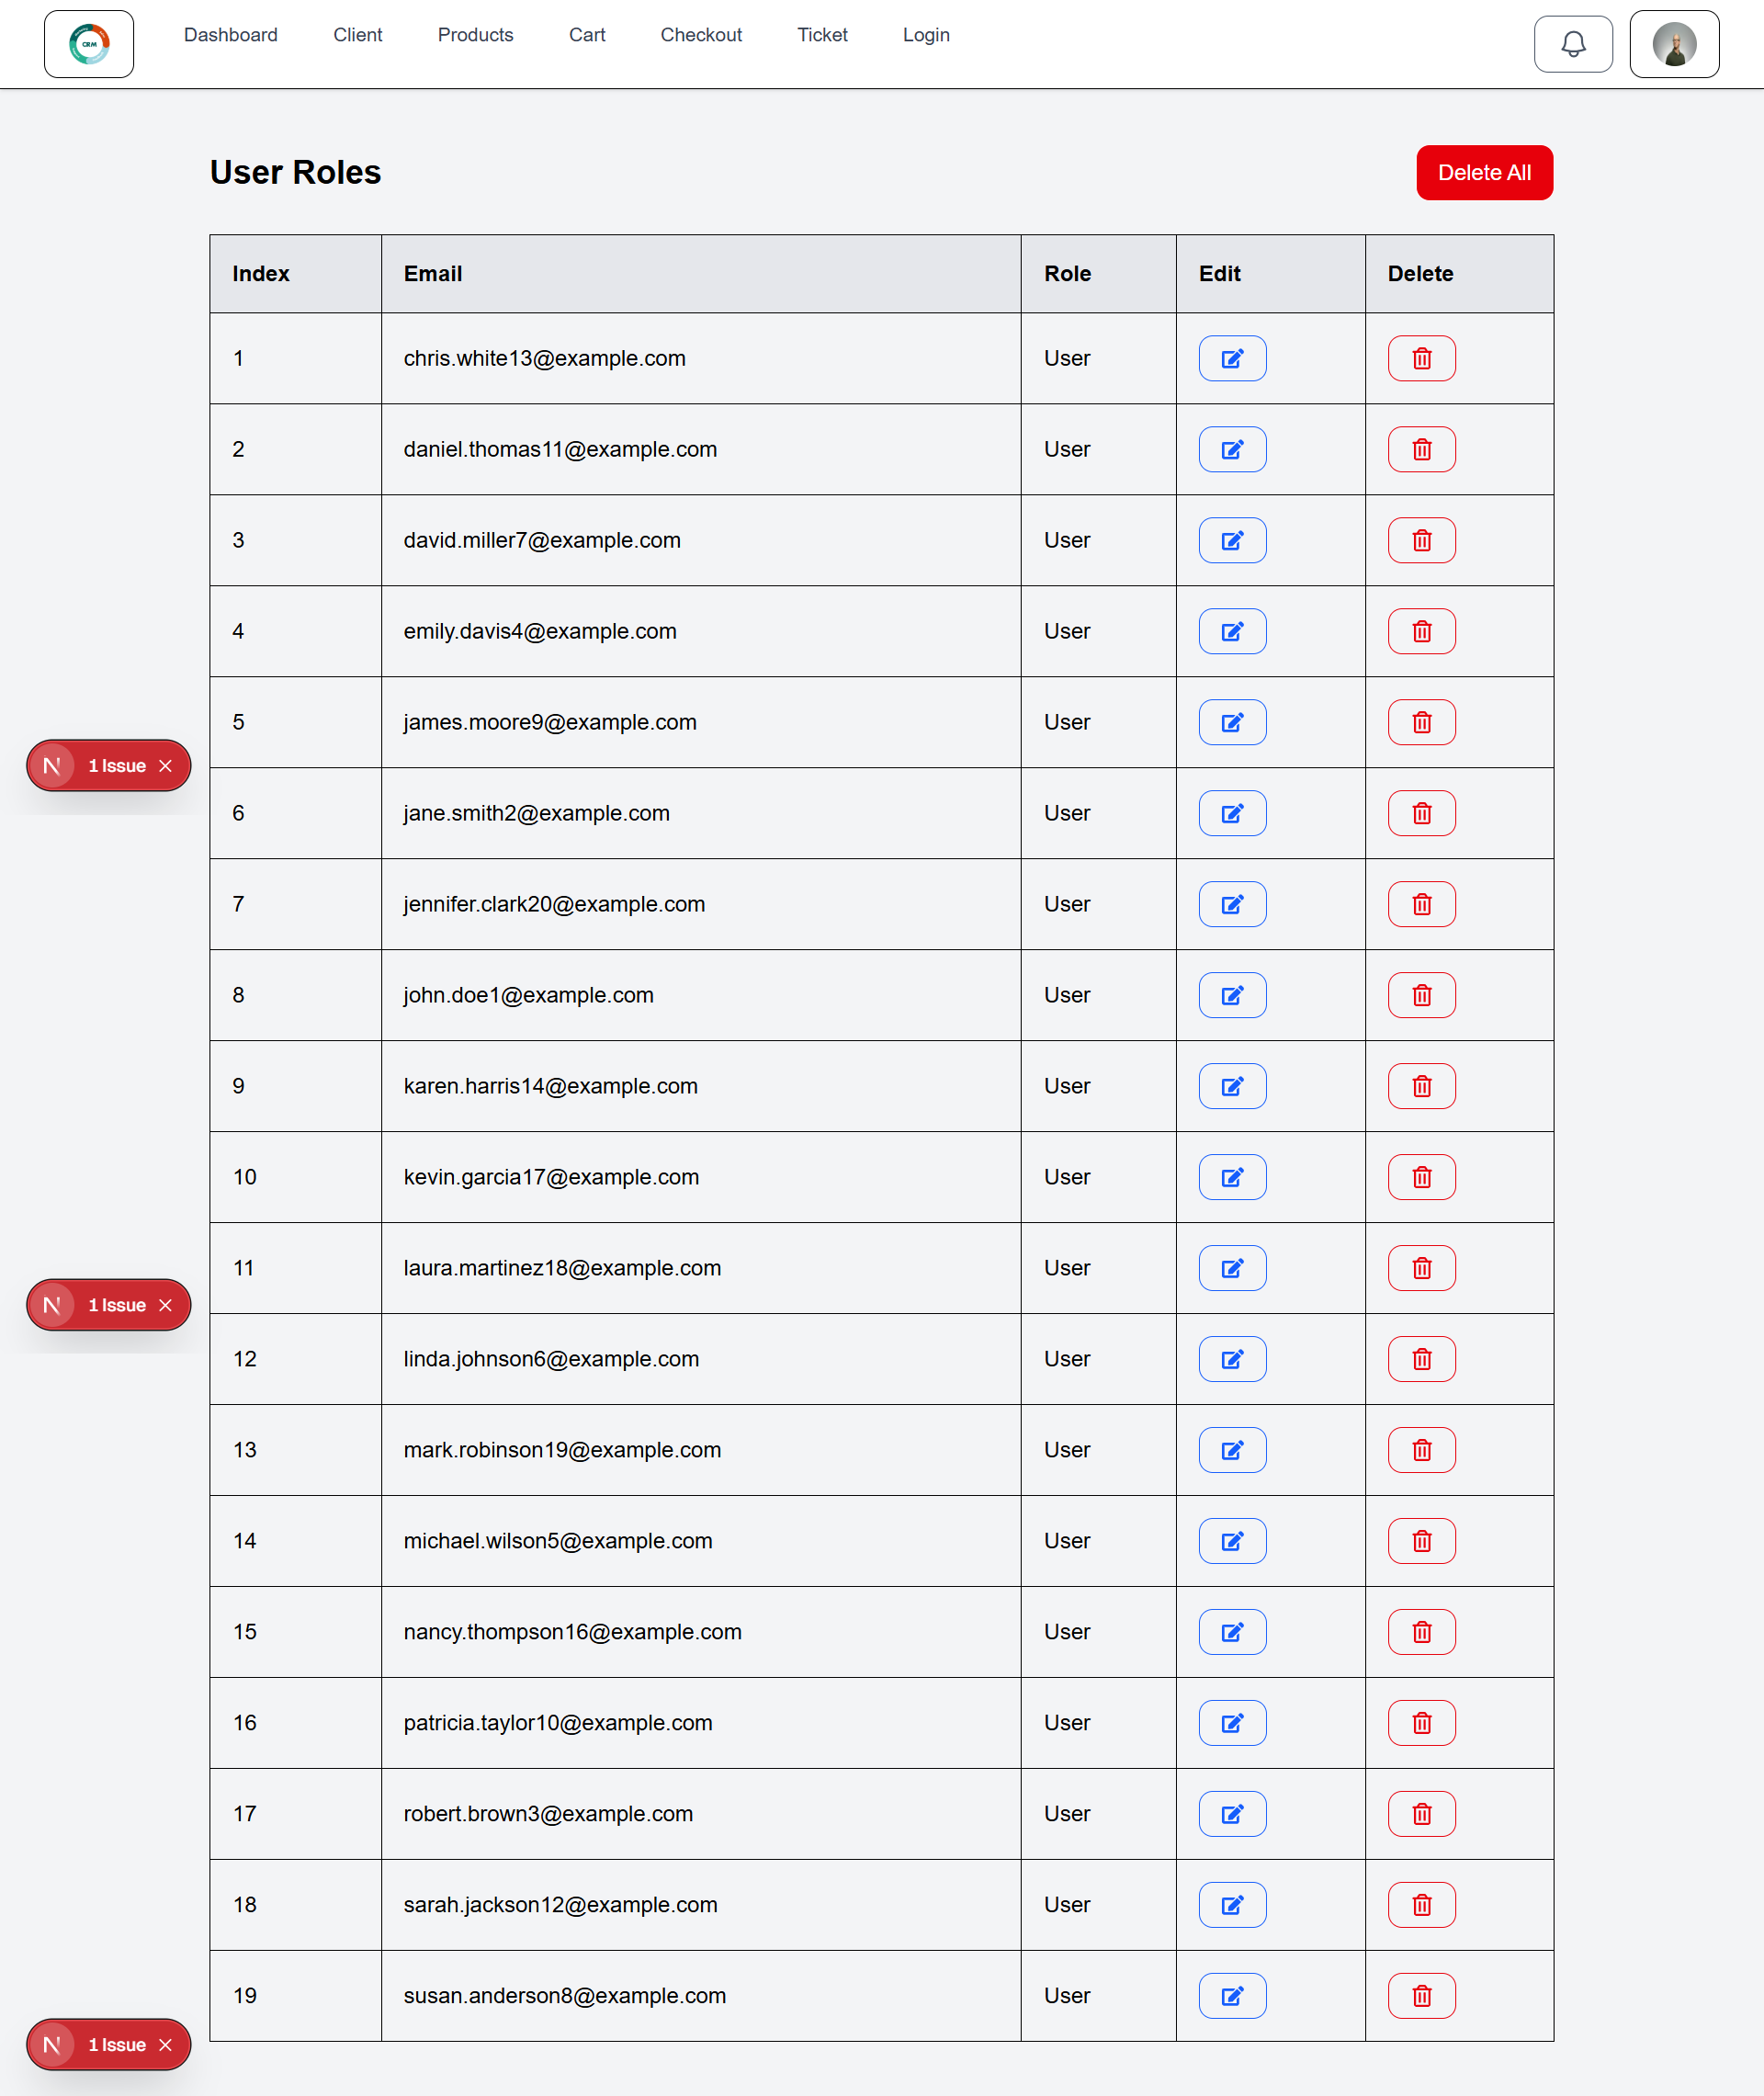 CRM
Dashboard Client Products Cart Checkout Ticket Login
User Roles Delete All
Index Email Role Edit Delete
1 chris.white13@example.com User
2 daniel.thomas11@example.com User
3 david.miller7@example.com User
4 emily.davis4@example.com User
5 james.moore9@example.com User
N 1 Issue
6 jane.smith2@example.com User
7 jennifer.clark20@example.com User
8 john.doe1@example.com User
9 karen.harris14@example.com User
10 kevin.garcia17@example.com User
11 laura.martinez18@example.com User
N 1 Issue
12 linda.johnson6@example.com User
13 mark.robinson19@example.com User
14 michael.wilson5@example.com User
15 nancy.thompson16@example.com User
16 patricia.taylor10@example.com User
17 robert.brown3@example.com User
18 sarah.jackson12@example.com User
19 susan.anderson8@example.com User
N 1 Issue